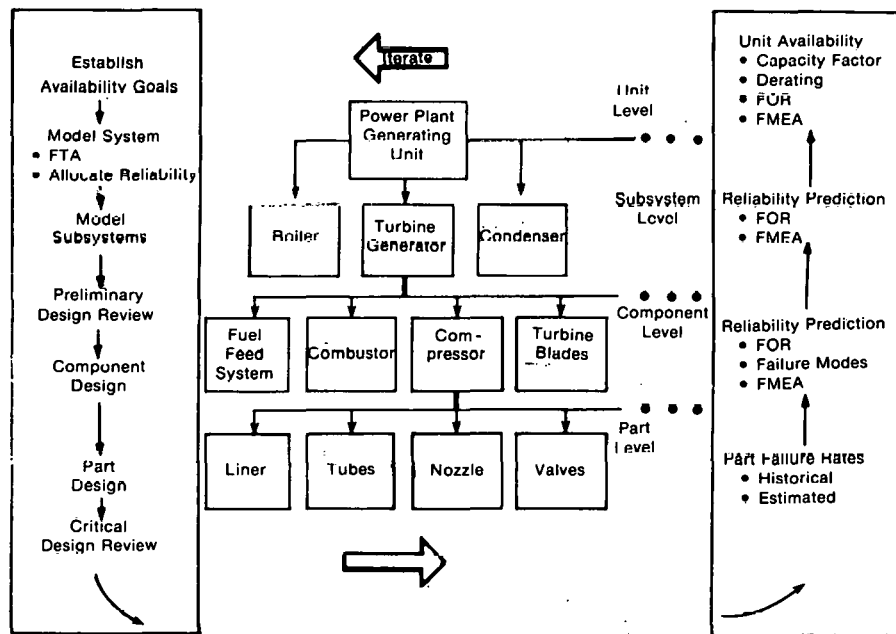 Establish
Availability Goals
Model System
• FTA
• Allocate Reliability
Model
Subsystems
Preliminary
Design Review
Component
Design
Part
Design
Critical
Design Review
Iterate
Power Plant
Generating
Unit
Unit
Level
Boiler
Turbine
Generator
Condenser
Subsystem
Level
Fuel
Feed
System
Combustor
Com-
pressor
Turbine
Blades
Component
Level
Liner
Tubes
Nozzle
Valves
Part
Level
Unit Availability
• Capacity Factor
• Derating
• FOR
• FMEA
Reliability Prediction
• FOR
• FMEA
Reliability Prediction
• FOR
• Failure Modes
• FMEA
Part Failure Rates
• Historical
• Estimated